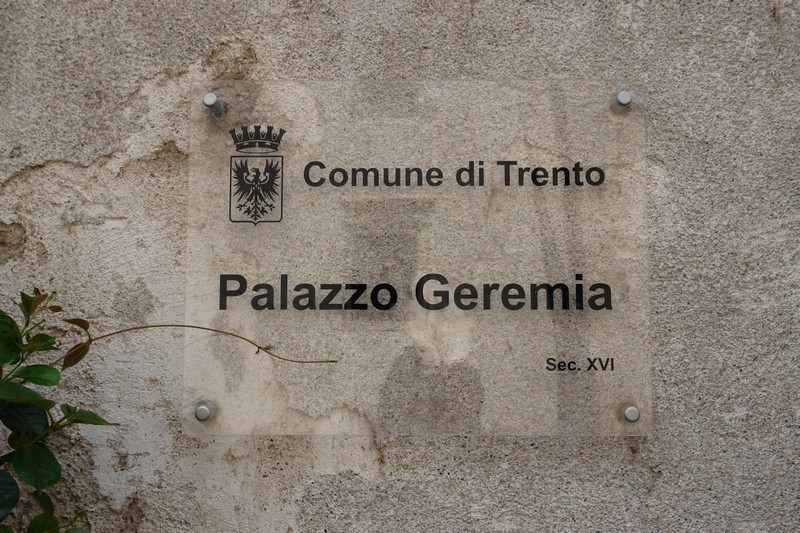 Comune di Trento
Palazzo Geremia
Sec. XVI